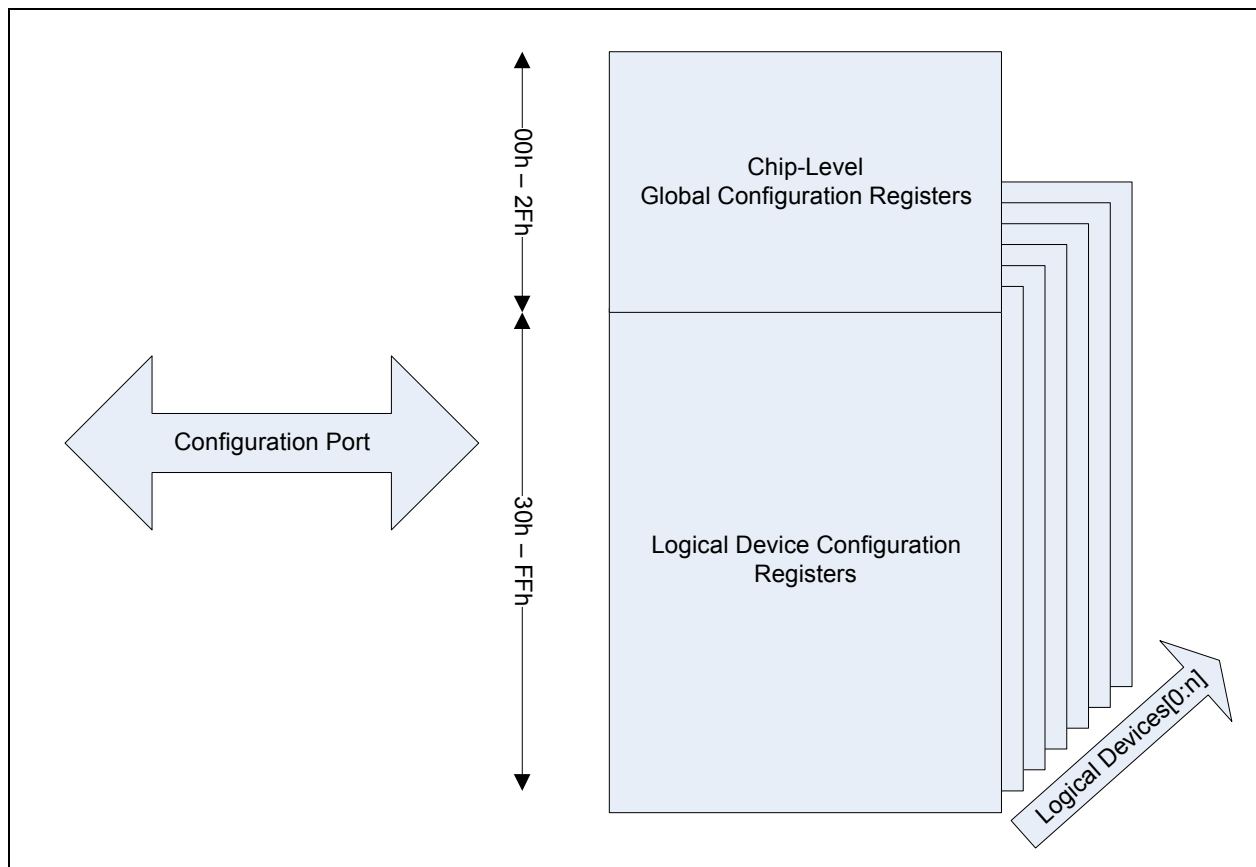 00h – 2Fh
Chip-Level
Global Configuration Registers
Configuration Port
30h – FFh
Logical Device Configuration
Registers
Logical Devices[0:n]